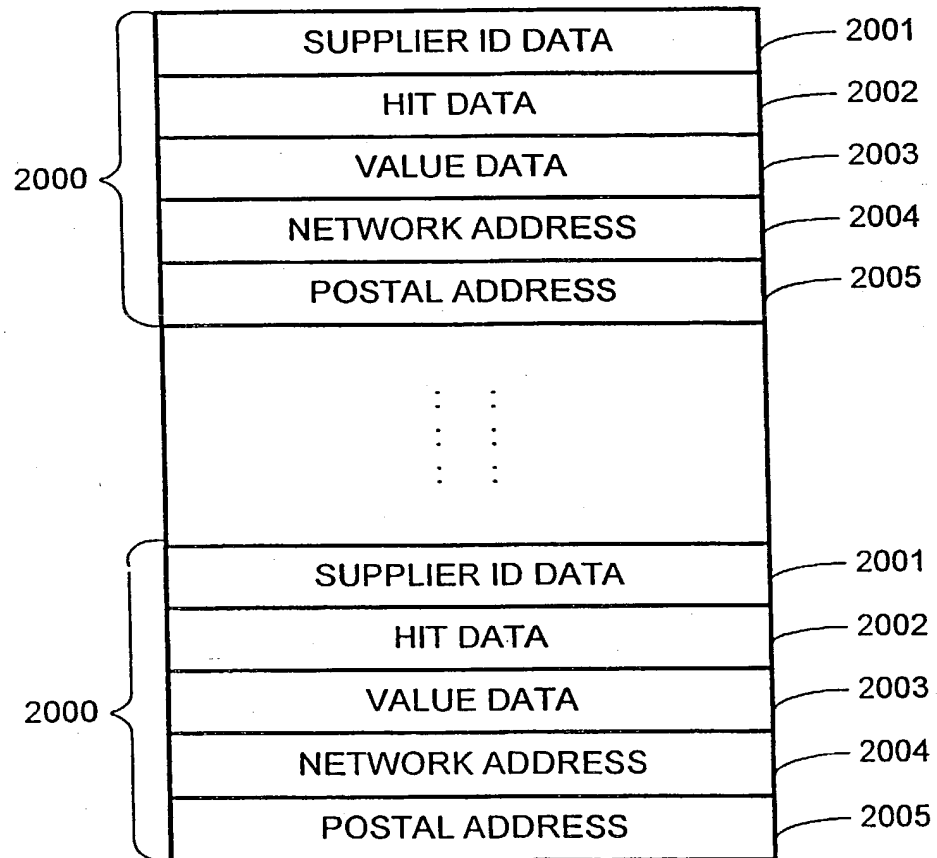 SUPPLIER ID DATA 2001
HIT DATA 2002
VALUE DATA 2003
2000
NETWORK ADDRESS 2004
POSTAL ADDRESS 2005
SUPPLIER ID DATA 2001
HIT DATA 2002
VALUE DATA 2003
2000
NETWORK ADDRESS 2004
POSTAL ADDRESS 2005